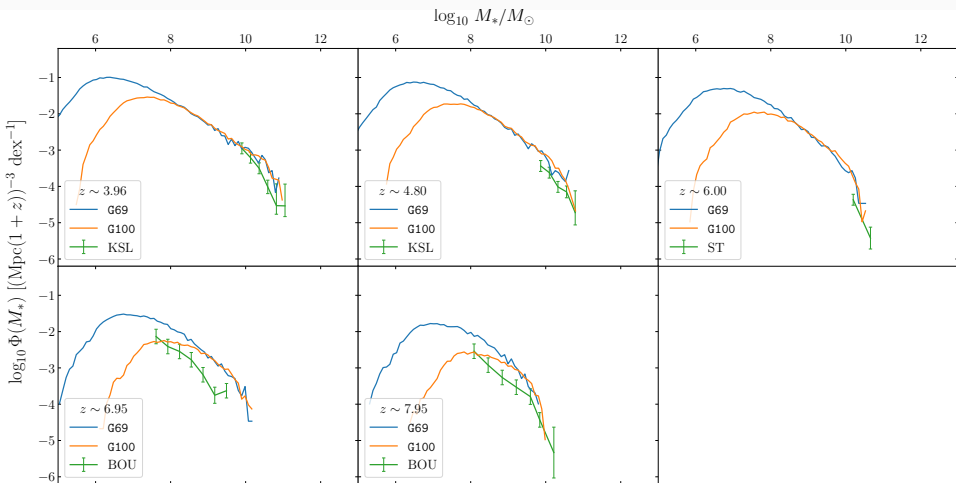 log₁₀ M∗/M⊙
6 8 10 12 6 8 10 12 6 8 10 12
log₁₀ Φ(M∗) [(Mpc(1 + z))⁻³ dex⁻¹]
−1
−2
−3
−4
−5
−6
z ∼ 3.96
G69
G100
KSL
z ∼ 4.80
G69
G100
KSL
z ∼ 6.00
G69
G100
ST
−1
−2
−3
−4
−5
−6
z ∼ 6.95
G69
G100
BOU
z ∼ 7.95
G69
G100
BOU